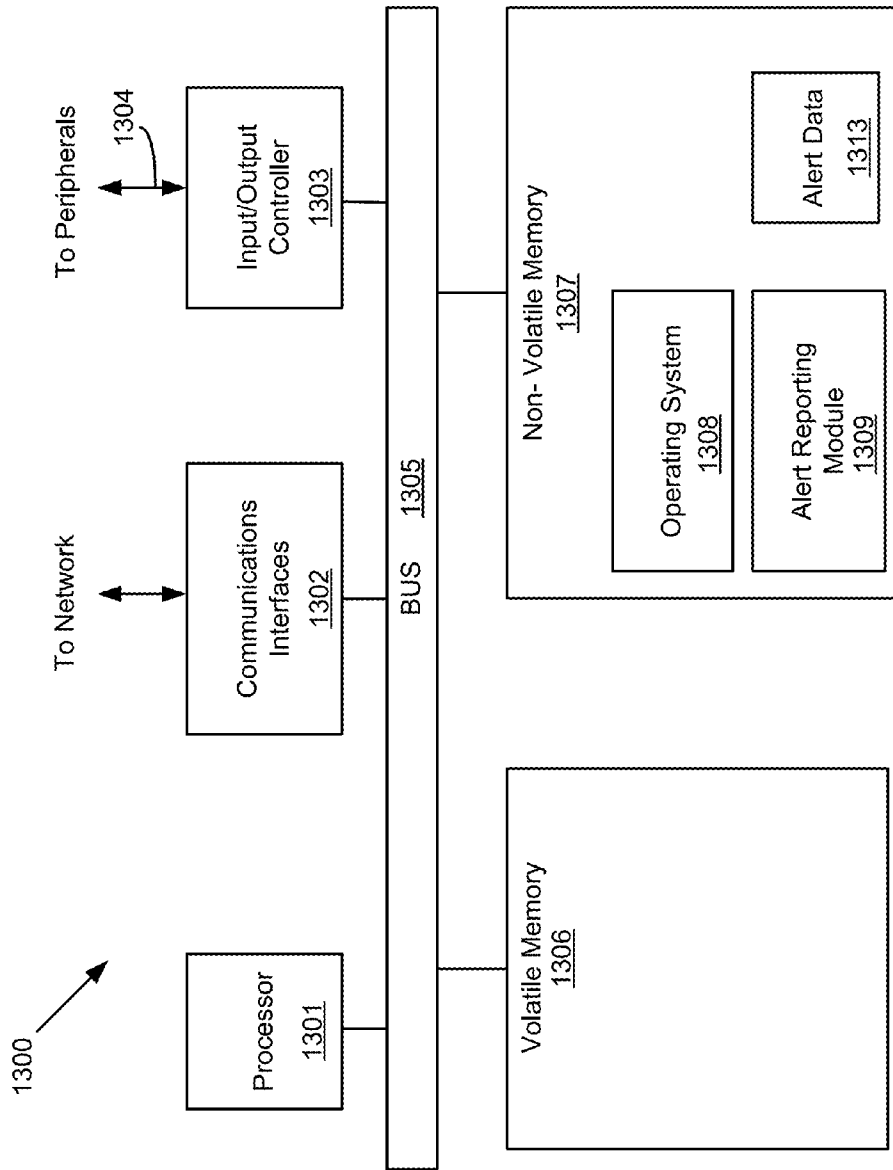 1300
To Network
To Peripherals
1304
Processor
1301
Communications
Interfaces
1302
Input/Output
Controller
1303
BUS 1305
Volatile Memory
1306
Non- Volatile Memory
1307
Operating System
1308
Alert Reporting
Module
1309
Alert Data
1313